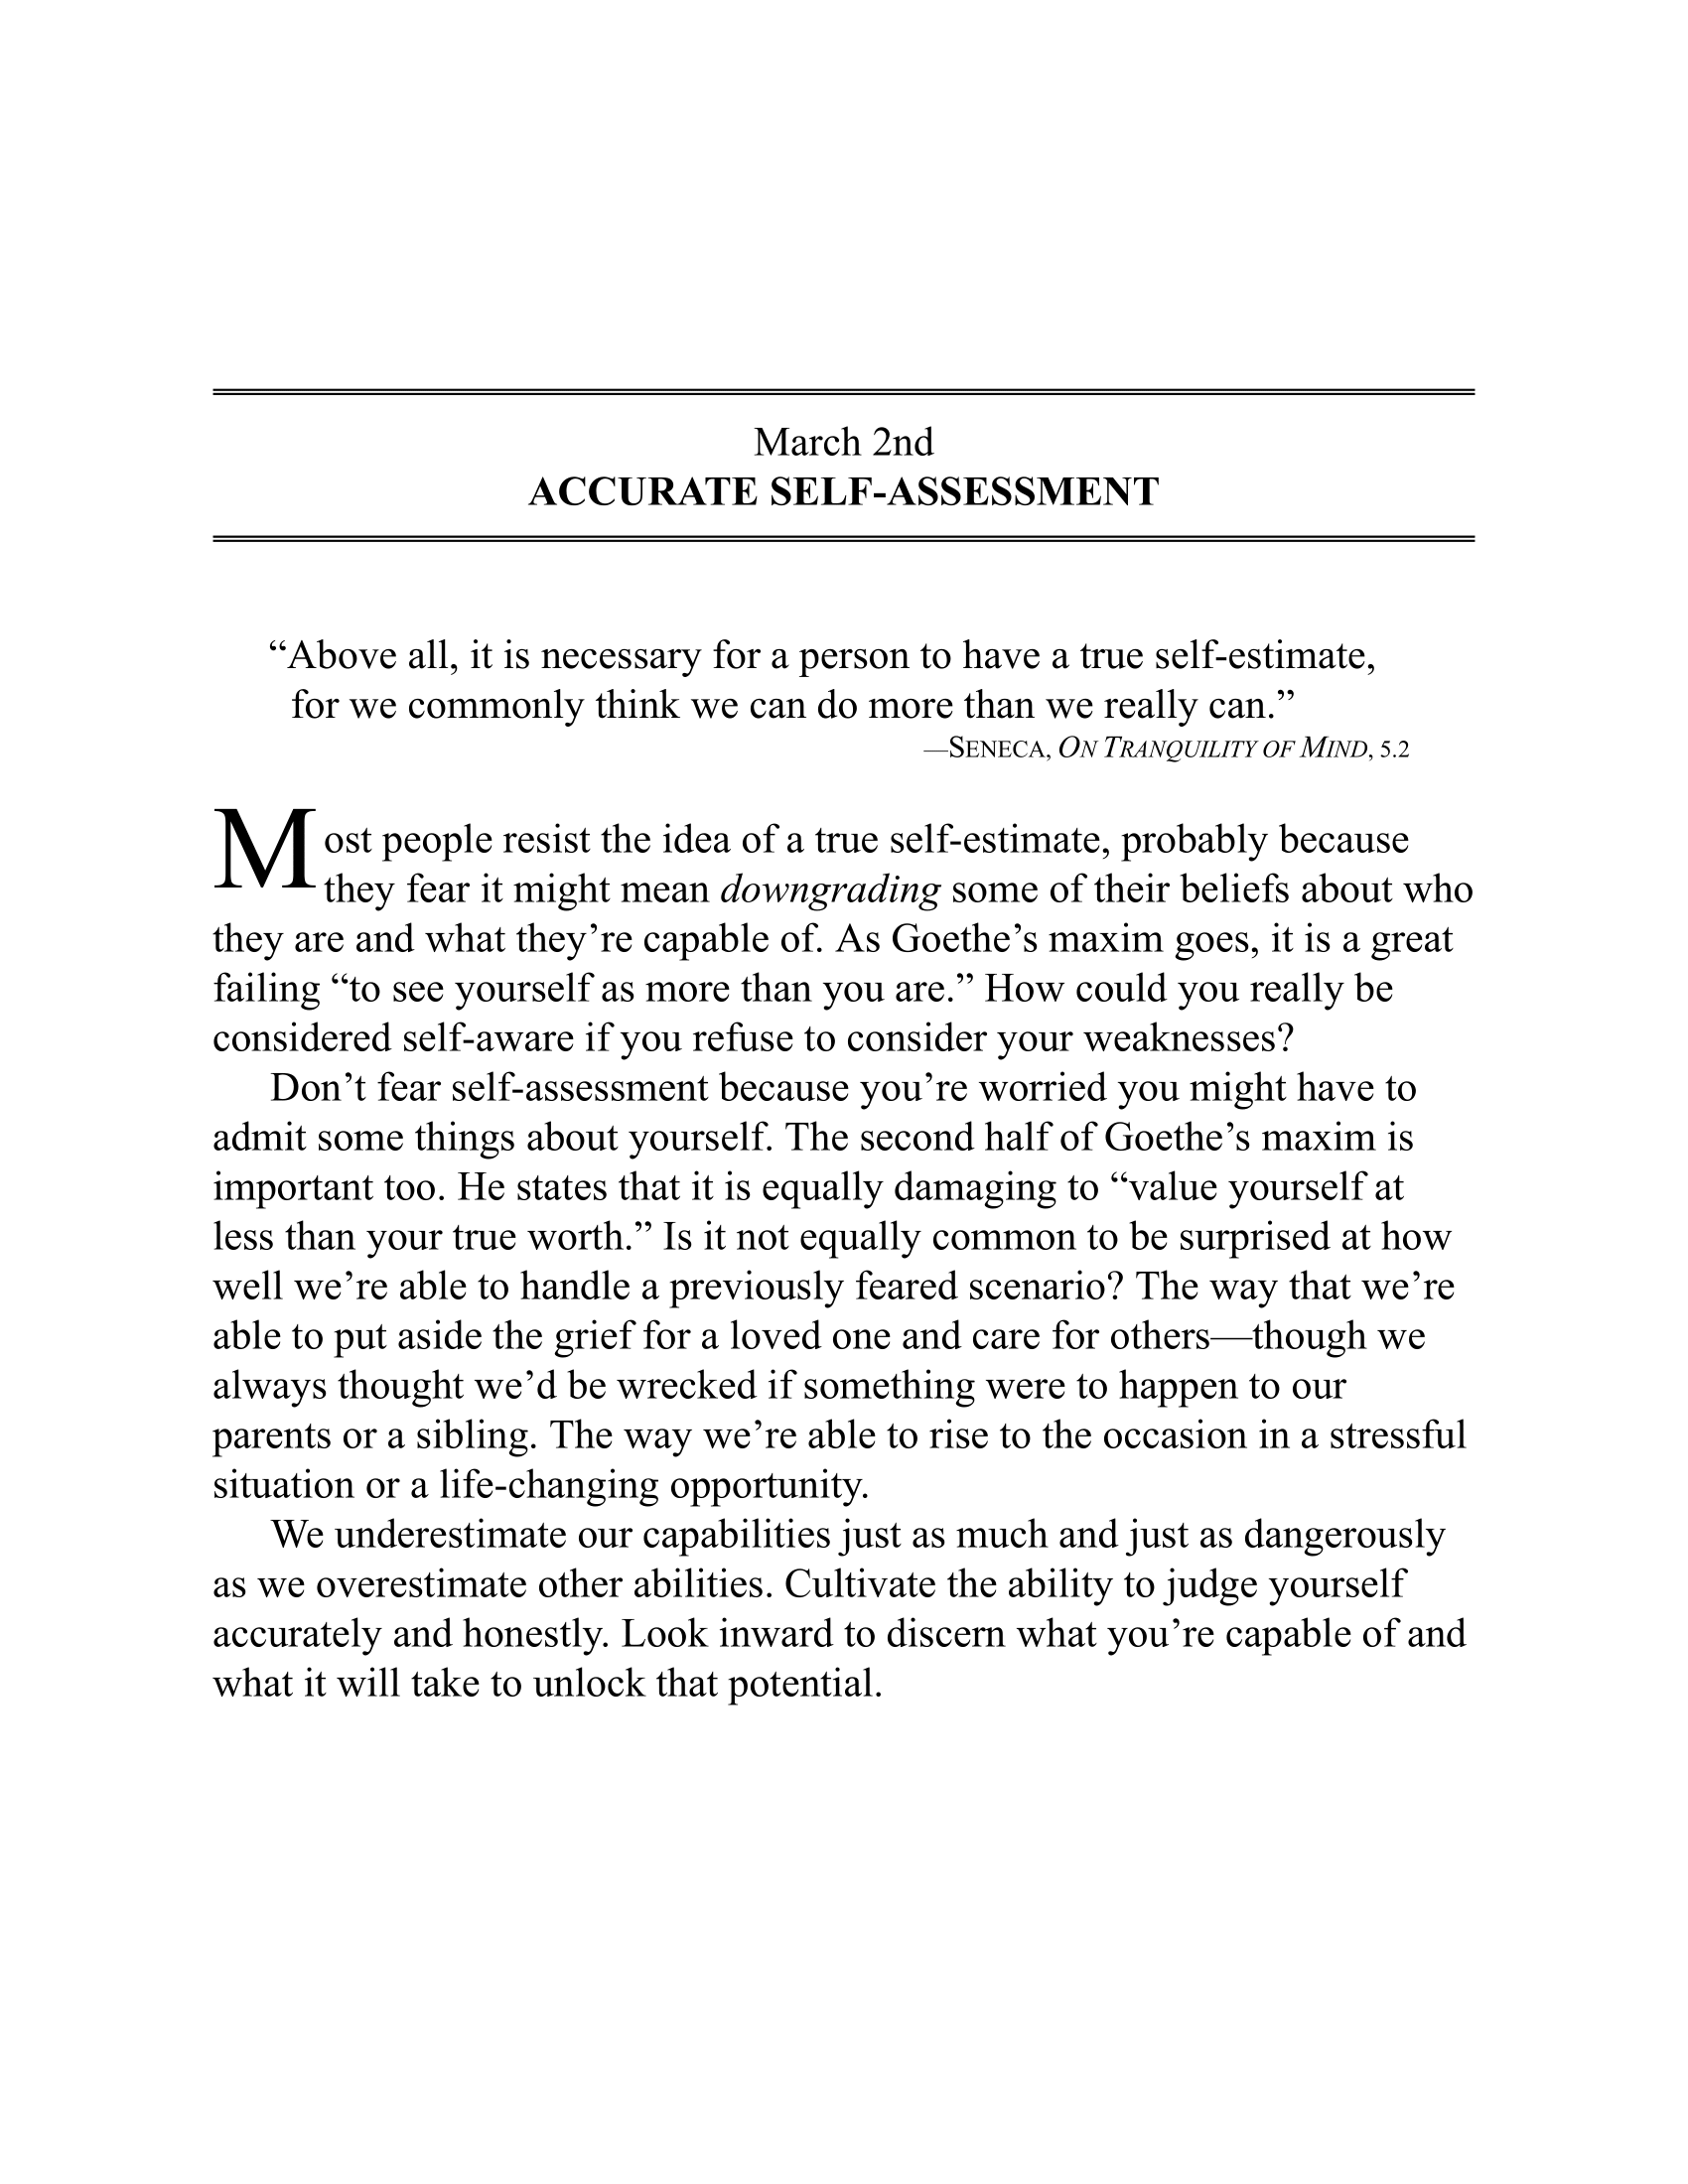 March 2nd
ACCURATE SELF-ASSESSMENT
“Above all, it is necessary for a person to have a true self-estimate,
for we commonly think we can do more than we really can.”
—SENECA, ON TRANQUILITY OF MIND, 5.2
Most people resist the idea of a true self-estimate, probably because
they fear it might mean downgrading some of their beliefs about who
they are and what they’re capable of. As Goethe’s maxim goes, it is a great
failing “to see yourself as more than you are.” How could you really be
considered self-aware if you refuse to consider your weaknesses?
Don’t fear self-assessment because you’re worried you might have to
admit some things about yourself. The second half of Goethe’s maxim is
important too. He states that it is equally damaging to “value yourself at
less than your true worth.” Is it not equally common to be surprised at how
well we’re able to handle a previously feared scenario? The way that we’re
able to put aside the grief for a loved one and care for others—though we
always thought we’d be wrecked if something were to happen to our
parents or a sibling. The way we’re able to rise to the occasion in a stressful
situation or a life-changing opportunity.
We underestimate our capabilities just as much and just as dangerously
as we overestimate other abilities. Cultivate the ability to judge yourself
accurately and honestly. Look inward to discern what you’re capable of and
what it will take to unlock that potential.